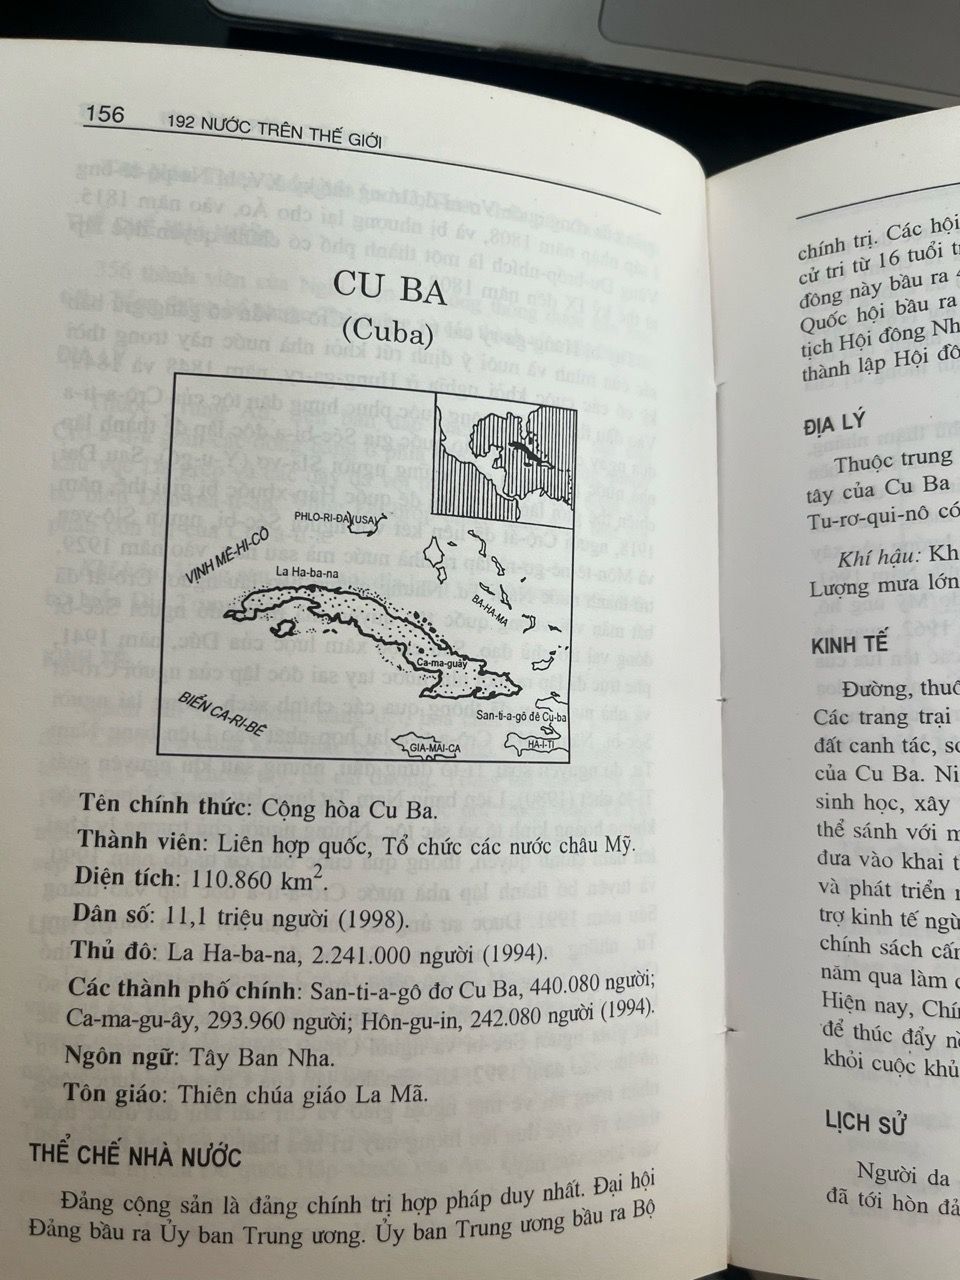 156
192 NƯỚC TRÊN THẾ GIỚI
CU BA
(Cuba)
PHLO-RI-ĐA(USA)
VỊNH MÊ-HI-CÔ
La Ha-ba-na
BA-HA-MA
Ca-ma-guây
BIỂN CA-RI-BÊ
San-ti-a-gô đê Cu-ba
GIA-MAI-CA
HA-I-TI
Tên chính thức: Cộng hòa Cu Ba.
Thành viên: Liên hợp quốc, Tổ chức các nước châu Mỹ.
Diện tích: 110.860 km².
Dân số: 11,1 triệu người (1998).
Thủ đô: La Ha-ba-na, 2.241.000 người (1994).
Các thành phố chính: San-ti-a-gô đơ Cu Ba, 440.080 người;
Ca-ma-gu-ây, 293.960 người; Hôn-gu-in, 242.080 người (1994).
Ngôn ngữ: Tây Ban Nha.
Tôn giáo: Thiên chúa giáo La Mã.
THỂ CHẾ NHÀ NƯỚC
Đảng cộng sản là đảng chính trị hợp pháp duy nhất. Đại hội
Đảng bầu ra Ủy ban Trung ương. Ủy ban Trung ương bầu ra Bộ
chính trị. Các hội
cử tri từ 16 tuổi
đông này bầu ra
Quốc hội bầu ra
tịch Hội đông
thành lập Hội
ĐỊA LÝ
Thuộc trung
tây của Cu Ba
Tu-rơ-qui-nô có
Khí hậu:
Lượng mưa lớn
KINH TẾ
Đường,
Các trang trại
đất canh tác,
của Cu Ba.
sinh học, xây
thể sánh với
đưa vào khai
và phát triển
trợ kinh tế
chính sách
năm qua làm
Hiện nay,
để thúc đẩy
khỏi cuộc
LỊCH SỬ
Người da
đã tới hòn